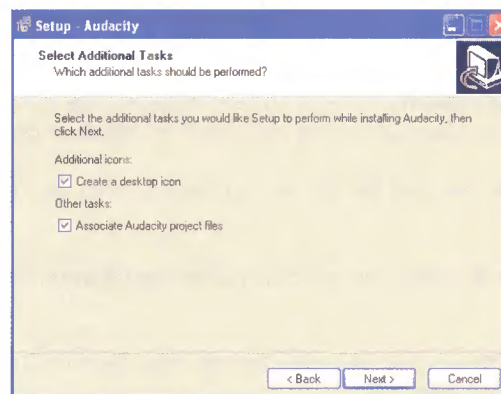 Setup - Audacity
Select Additional Tasks
Which additional tasks should be performed?
Select the additional tasks you would like Setup to perform while installing Audacity, then
click Next.
Additional icons:
Create a desktop icon
Other tasks:
Associate Audacity project files
< Back
Next >
Cancel